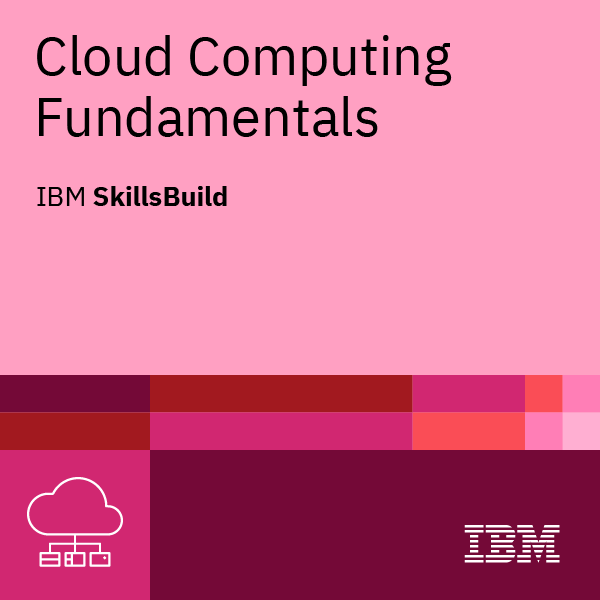 Cloud Computing
Fundamentals
IBM SkillsBuild
IBM